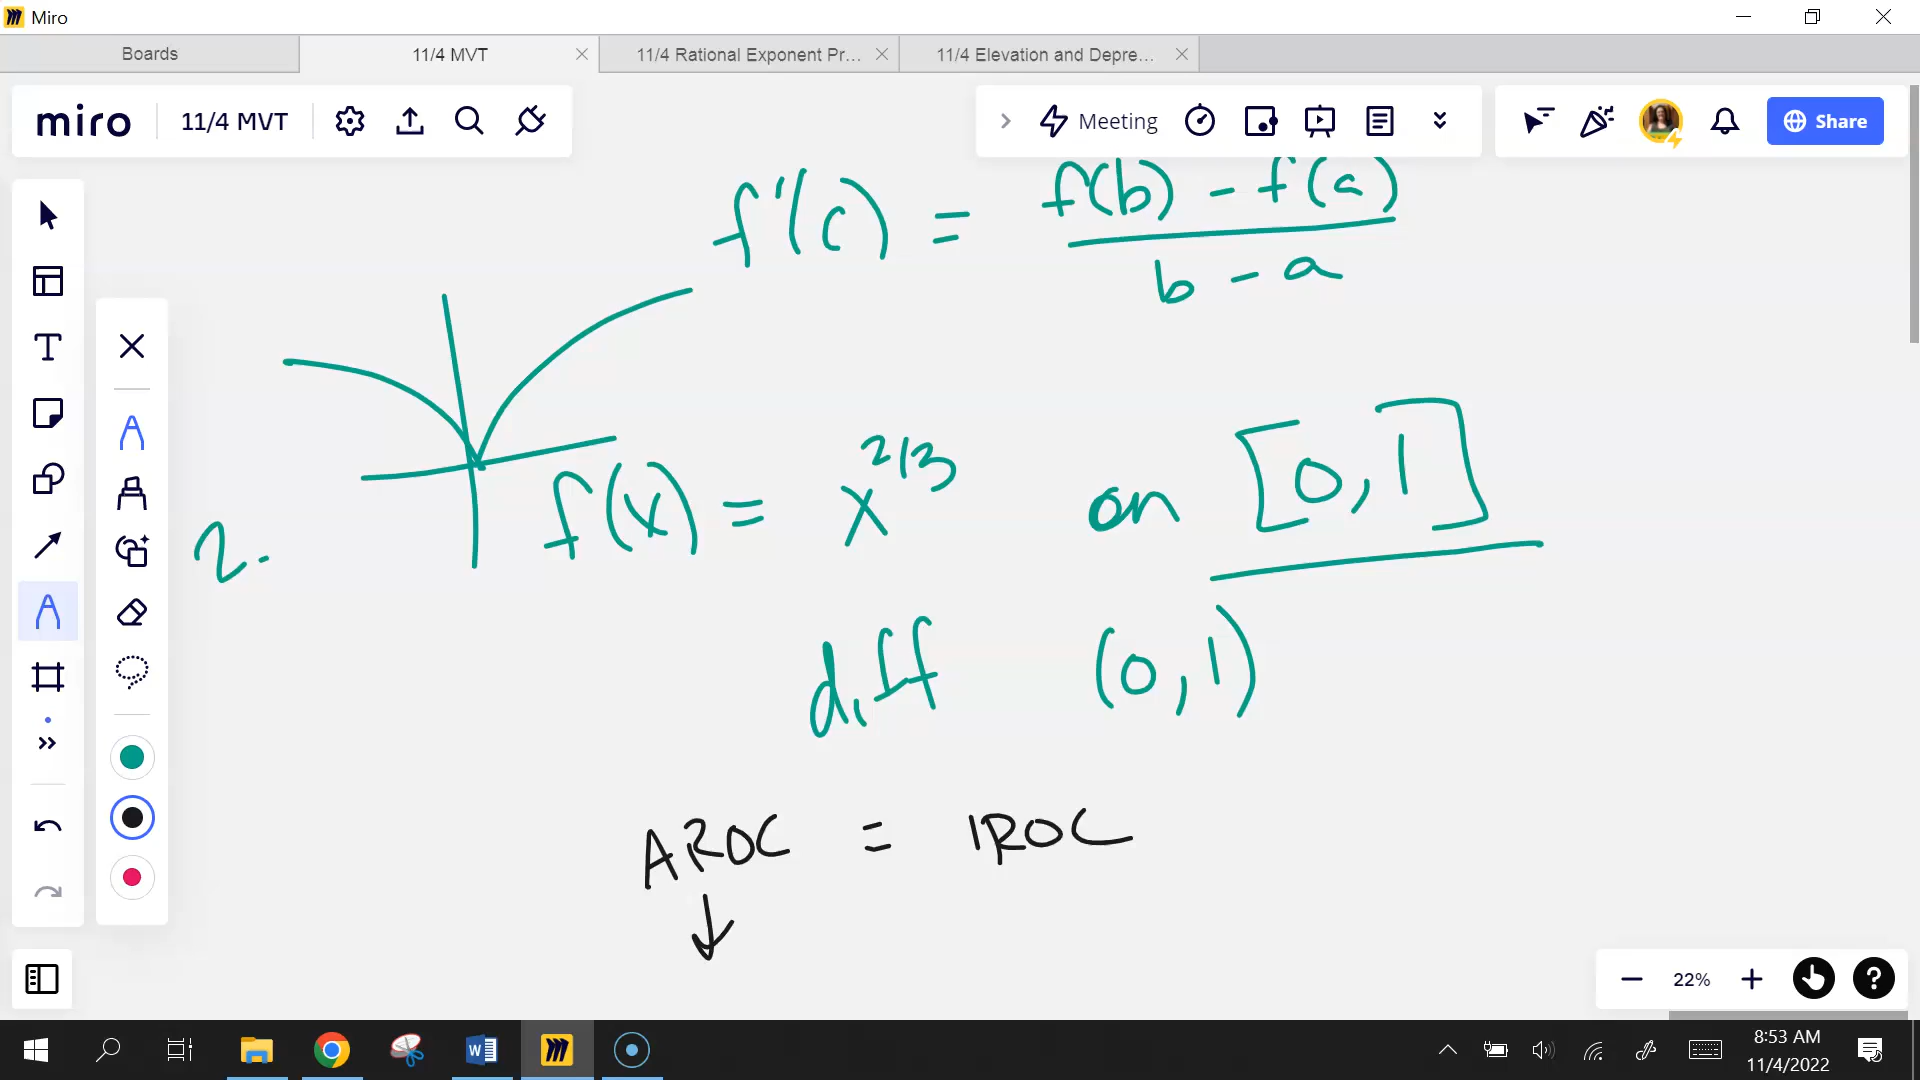 Miro
Boards
11/4 MVT
11/4 Rational Exponent Pr...
11/4 Elevation and Depre...
miro
11/4 MVT
Meeting
Share
f'(c) = f(b) - f(a) / b - a
2. f(x) = x^2/3 on [0,1]
diff (0,1)
AROC = IROC
22%
8:53 AM
11/4/2022